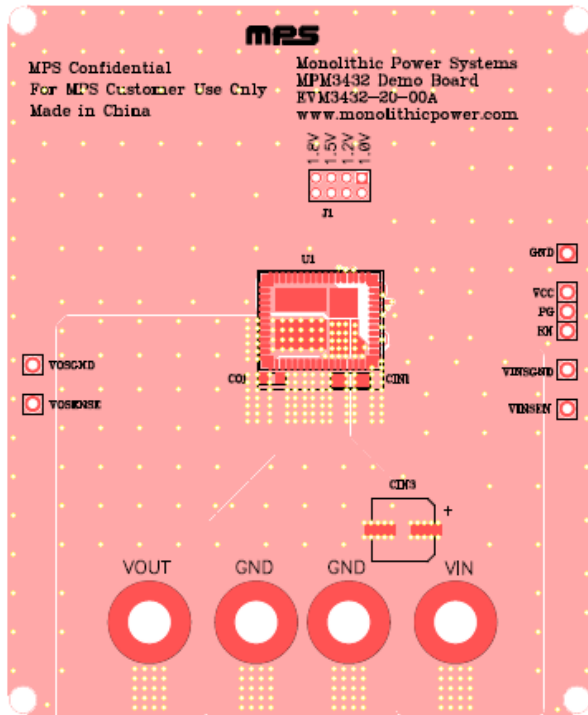 mps
MPS Confidential
For MPS Customer Use Only
Made in China
Monolithic Power Systems
MPM3432 Demo Board
EVM3432-20-00A
www.monolithicpower.com
1.8V
1.5V
1.2V
1.0V
J1
U1
GND
VCC
PG
EN
VOSGND
VOSENSE
CO1
CIN1
VINSGND
VINSEN
CIN3
+
VOUT
GND
GND
VIN